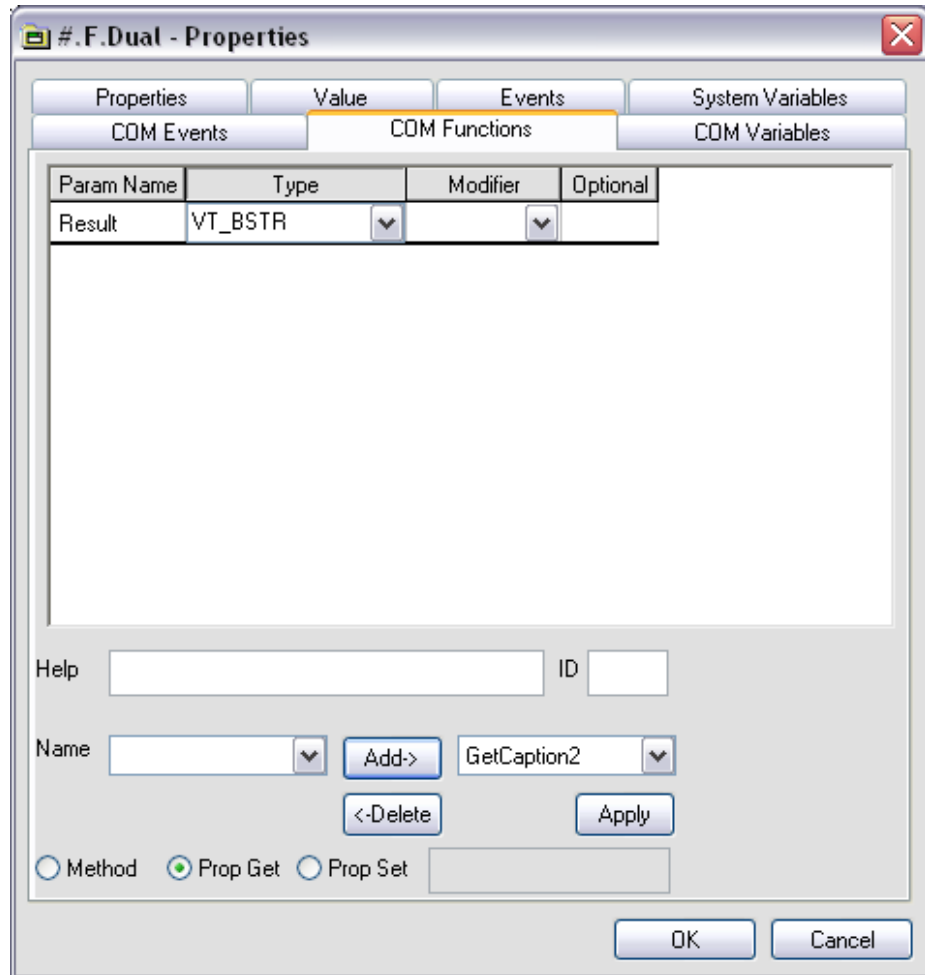 #.F.Dual - Properties
Properties Value Events System Variables
COM Events COM Functions COM Variables
Param Name Type Modifier Optional
Result VT_BSTR
Help ID
Name Add-> GetCaption2
<-Delete Apply
Method Prop Get Prop Set
OK Cancel